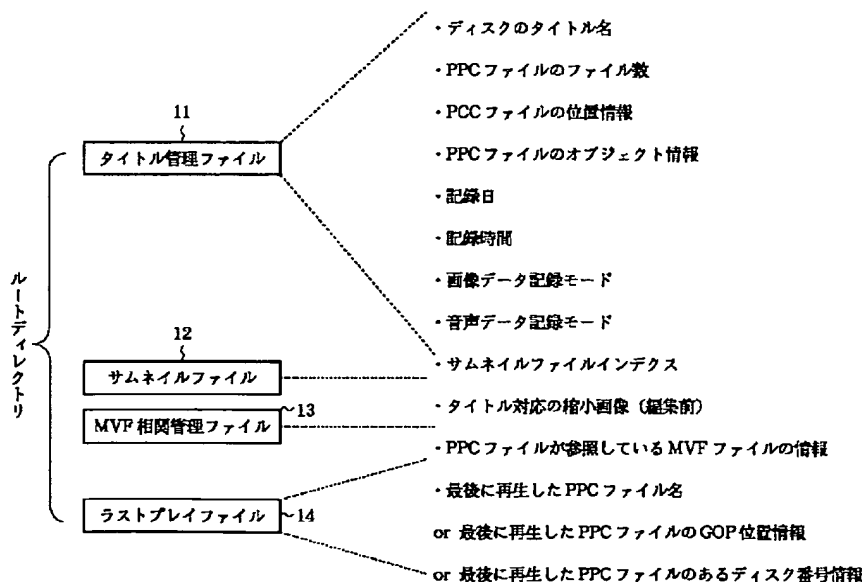 ・ディスクのタイトル名
・PPCファイルのファイル数
11
・PCCファイルの位置情報
タイトル管理ファイル
・PPCファイルのオブジェクト情報
・記録日
・記録時間
ルートディレクトリ
・画像データ記録モード
・音声データ記録モード
12
・サムネイルファイルインデクス
サムネイルファイル
・タイトル対応の縮小画像（編集前）
13
MVF相関管理ファイル
・PPCファイルが参照しているMVFファイルの情報
・最後に再生したPPCファイル名
ラストプレイファイル
14
or 最後に再生したPPCファイルのGOP位置情報
or 最後に再生したPPCファイルのあるディスク番号情報